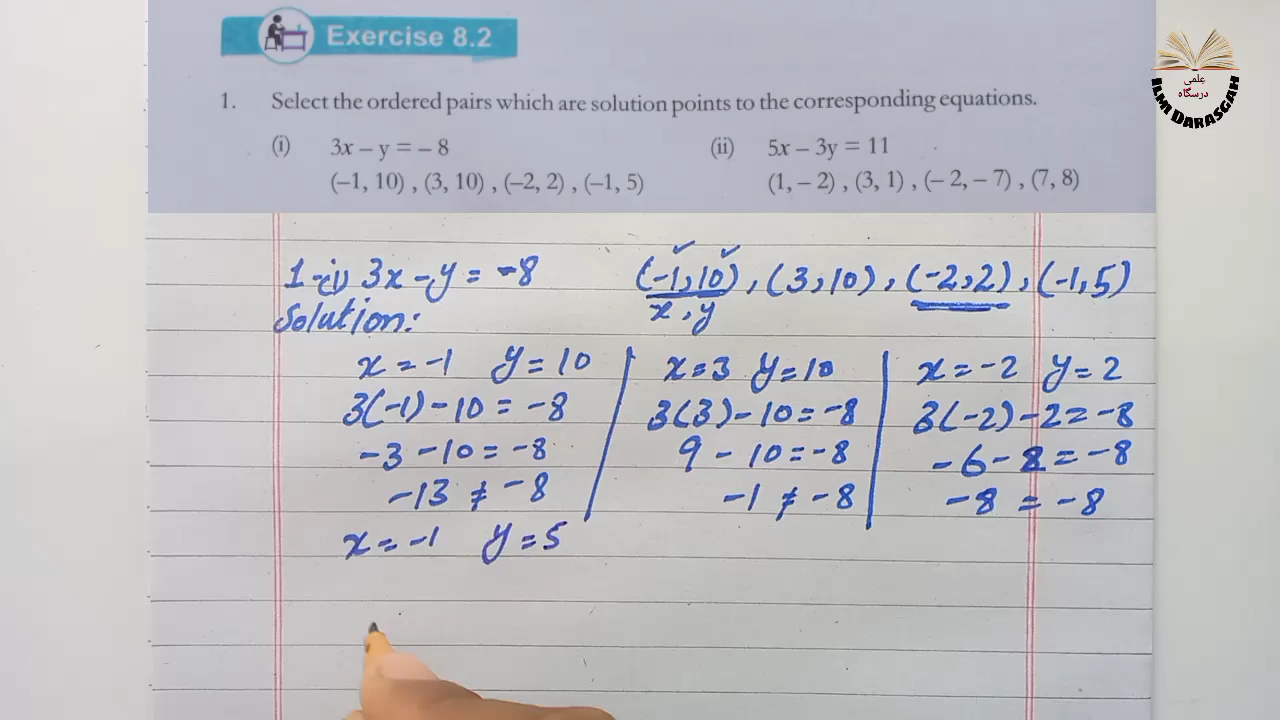 Exercise 8.2
علمی
درسگاه
ILMI DARASGAH
1. Select the ordered pairs which are solution points to the corresponding equations.
(i) 3x – y = – 8 (ii) 5x – 3y = 11
(–1, 10) , (3, 10) , (–2, 2) , (–1, 5) (1, – 2) , (3, 1) , (– 2, – 7) , (7, 8)
1-(i) 3x - y = -8 (-1, 10) , (3, 10) , (-2, 2) , (-1, 5)
Solution: x , y
x = -1 y = 10 x = 3 y = 10 x = -2 y = 2
3(-1) - 10 = -8 3(3) - 10 = -8 3(-2) - 2 = -8
-3 - 10 = -8 9 - 10 = -8 -6 - 2 = -8
-13 ≠ -8 -1 ≠ -8 -8 = -8
x = -1 y = 5